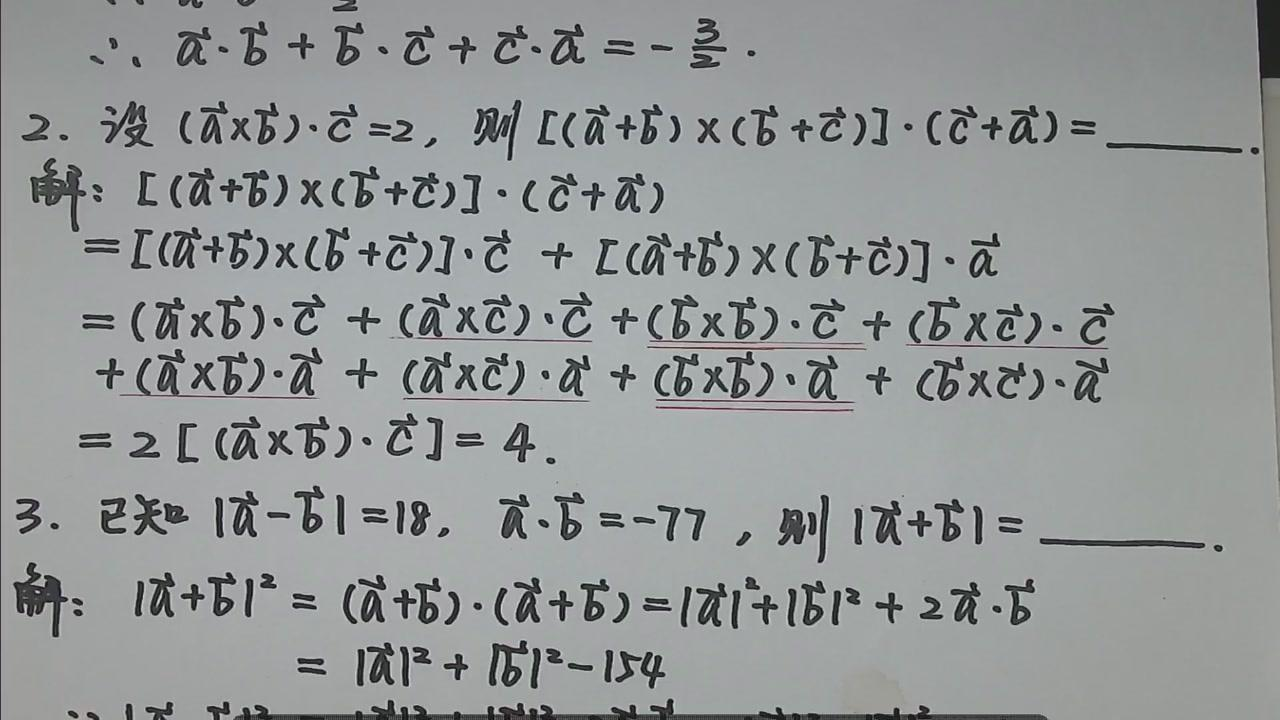 ∴ a⃗·b⃗ + b⃗·c⃗ + c⃗·a⃗ = -3/2.
2. 设 (a⃗×b⃗)·c⃗=2, 则 [(a⃗+b⃗)×(b⃗+c⃗)]·(c⃗+a⃗)=______.
解: [(a⃗+b⃗)×(b⃗+c⃗)]·(c⃗+a⃗)
=[(a⃗+b⃗)×(b⃗+c⃗)]·c⃗ + [(a⃗+b⃗)×(b⃗+c⃗)]·a⃗
=(a⃗×b⃗)·c⃗ + (a⃗×c⃗)·c⃗ + (b⃗×b⃗)·c⃗ + (b⃗×c⃗)·c⃗
+(a⃗×b⃗)·a⃗ + (a⃗×c⃗)·a⃗ + (b⃗×b⃗)·a⃗ + (b⃗×c⃗)·a⃗
=2[(a⃗×b⃗)·c⃗]=4.
3. 已知 |a⃗-b⃗|=18, a⃗·b⃗=-77, 则 |a⃗+b⃗|=______.
解: |a⃗+b⃗|² = (a⃗+b⃗)·(a⃗+b⃗)=|a⃗|²+|b⃗|²+2a⃗·b⃗
= |a⃗|²+|b⃗|²-154